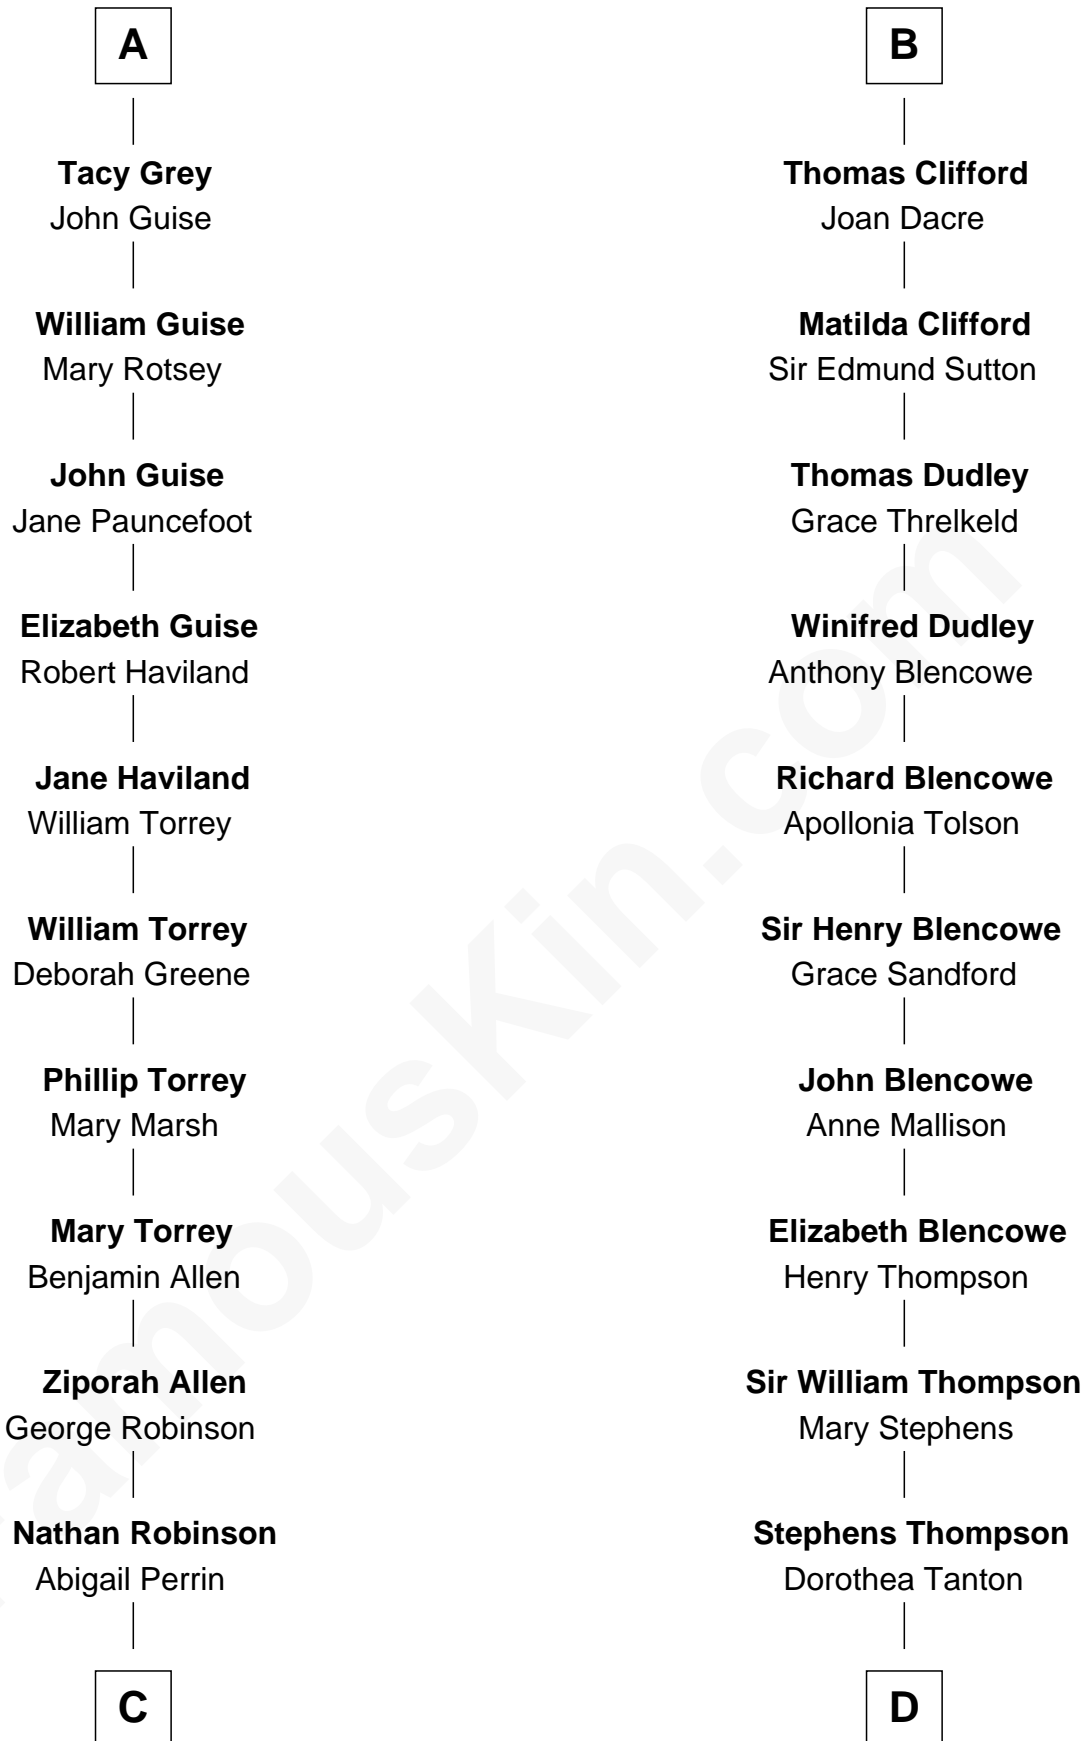 A
Tacy Grey
John Guise
William Guise
Mary Rotsey
John Guise
Jane Pauncefoot
Elizabeth Guise
Robert Haviland
Jane Haviland
William Torrey
William Torrey
Deborah Greene
Phillip Torrey
Mary Marsh
Mary Torrey
Benjamin Allen
Ziporah Allen
George Robinson
Nathan Robinson
Abigail Perrin
C
B
Thomas Clifford
Joan Dacre
Matilda Clifford
Sir Edmund Sutton
Thomas Dudley
Grace Threlkeld
Winifred Dudley
Anthony Blencowe
Richard Blencowe
Apollonia Tolson
Sir Henry Blencowe
Grace Sandford
John Blencowe
Anne Mallison
Elizabeth Blencowe
Henry Thompson
Sir William Thompson
Mary Stephens
Stephens Thompson
Dorothea Tanton
D
FamousKin.com